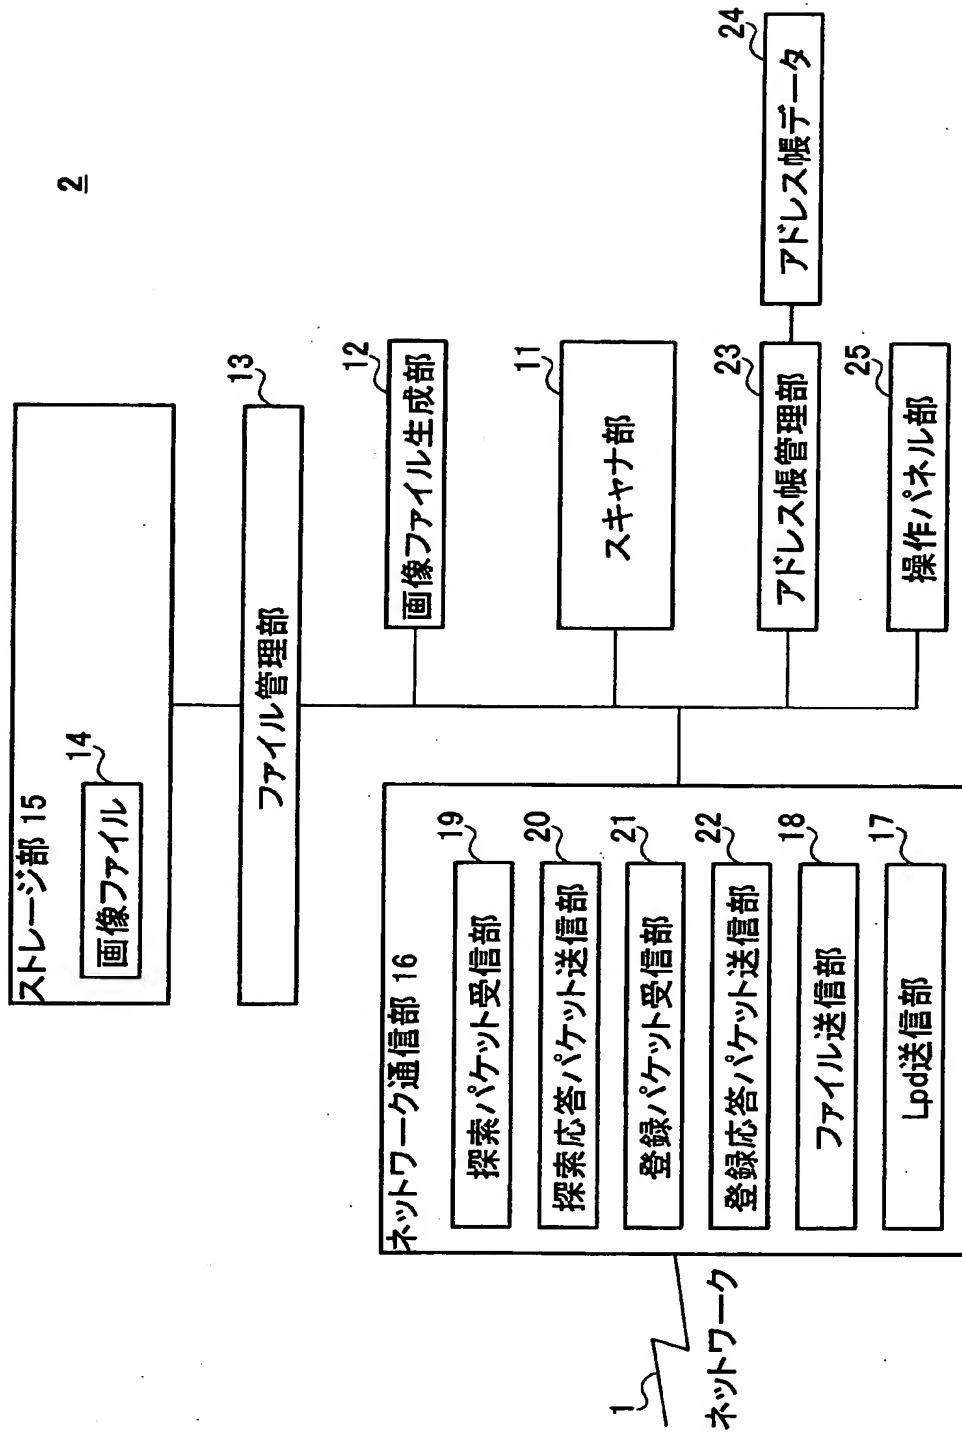 2
ストレージ部 15
14
画像ファイル
13
ファイル管理部
12
画像ファイル生成部
11
スキャナ部
23
アドレス帳管理部
24
アドレス帳データ
25
操作パネル部
ネットワーク通信部 16
19
探索パケット受信部
20
探索応答パケット送信部
21
登録パケット受信部
22
登録応答パケット送信部
18
ファイル送信部
17
Lpd送信部
1
ネットワーク